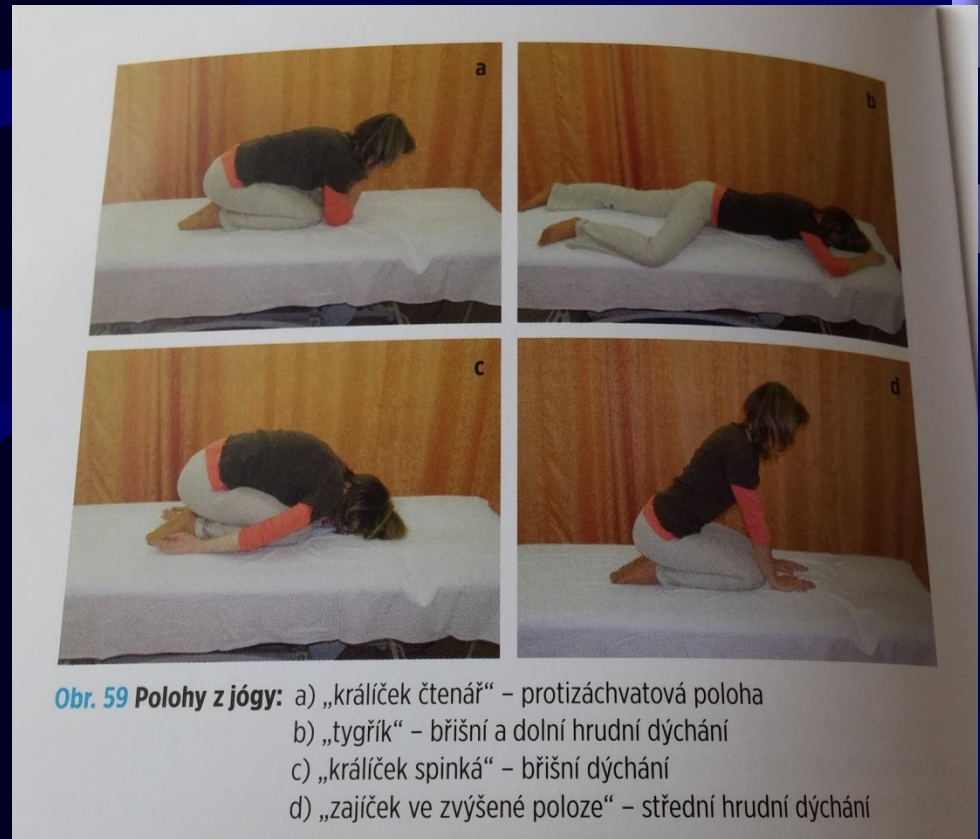 a
b
c
d
Obr. 59 Polohy z jógy: a) „králíček čtenář“ – protizáchvatová poloha
b) „tygřík“ – břišní a dolní hrudní dýchání
c) „králíček spinká“ – břišní dýchání
d) „zajíček ve zvýšené poloze“ – střední hrudní dýchání